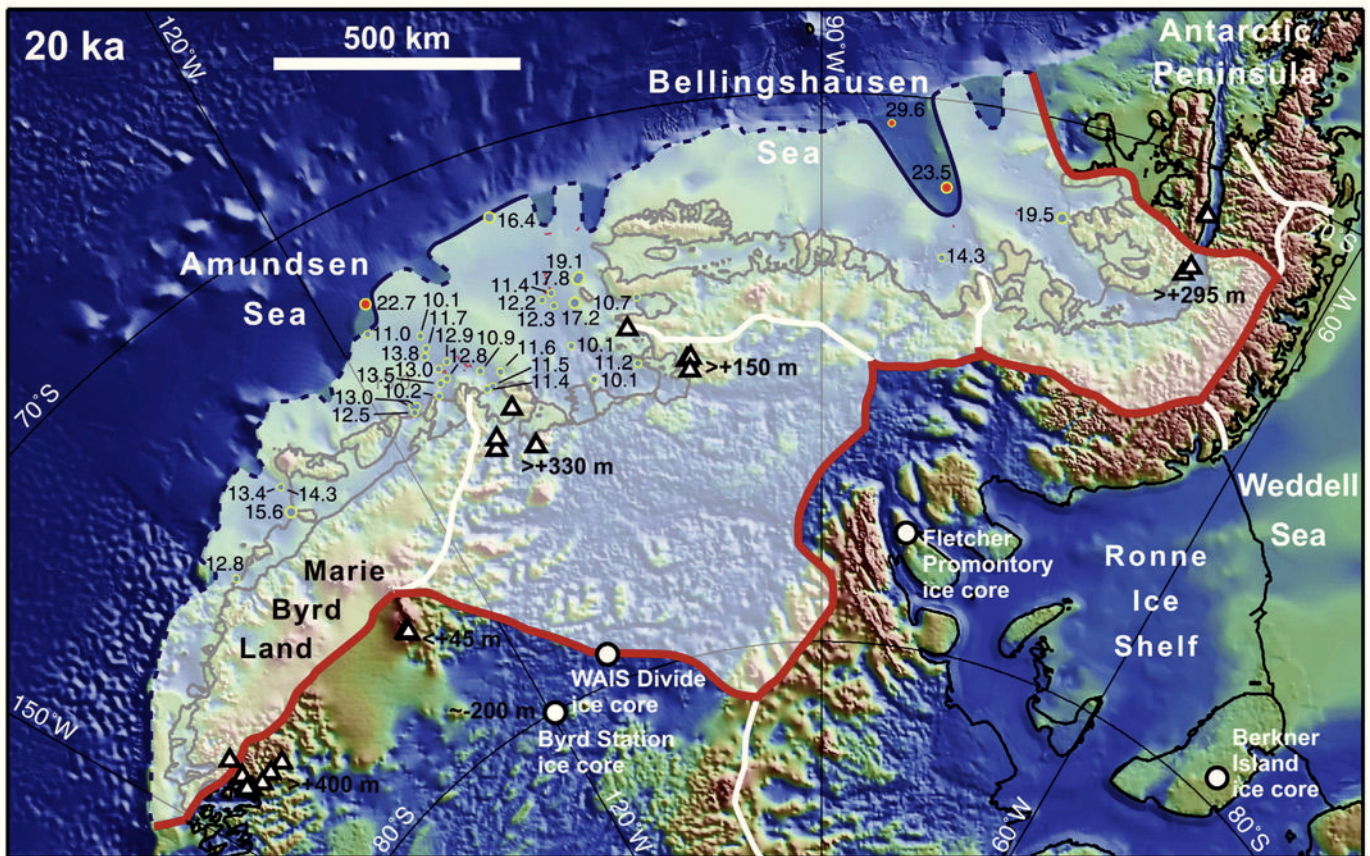 20 ka
500 km
120°W
90°W
Antarctic
Peninsula
Bellingshausen
Sea
29.6
23.5
19.5
14.3
16.4
Amundsen
Sea
22.7
19.1
17.8
11.4
12.2
12.3
17.2
10.7
10.1
11.7
12.9
10.9
11.0
13.8
12.8
11.6
13.0
11.5
13.5
11.4
10.2
13.0
12.5
10.1
11.2
10.1
>+295 m
>+150 m
>+330 m
60°W
70°S
70°S
13.4
14.3
15.6
12.8
Marie
Byrd
Land
<+45 m
WAIS Divide
ice core
~-200 m
Byrd Station
ice core
>+400 m
Fletcher
Promontory
ice core
Weddell
Sea
Ronne
Ice
Shelf
Berkner
Island
ice core
150°W
80°S
120°W
60°W
80°S